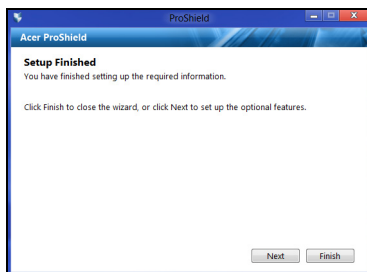 ProShield
Acer ProShield
Setup Finished
You have finished setting up the required information.
Click Finish to close the wizard, or click Next to set up the optional features.
Next Finish